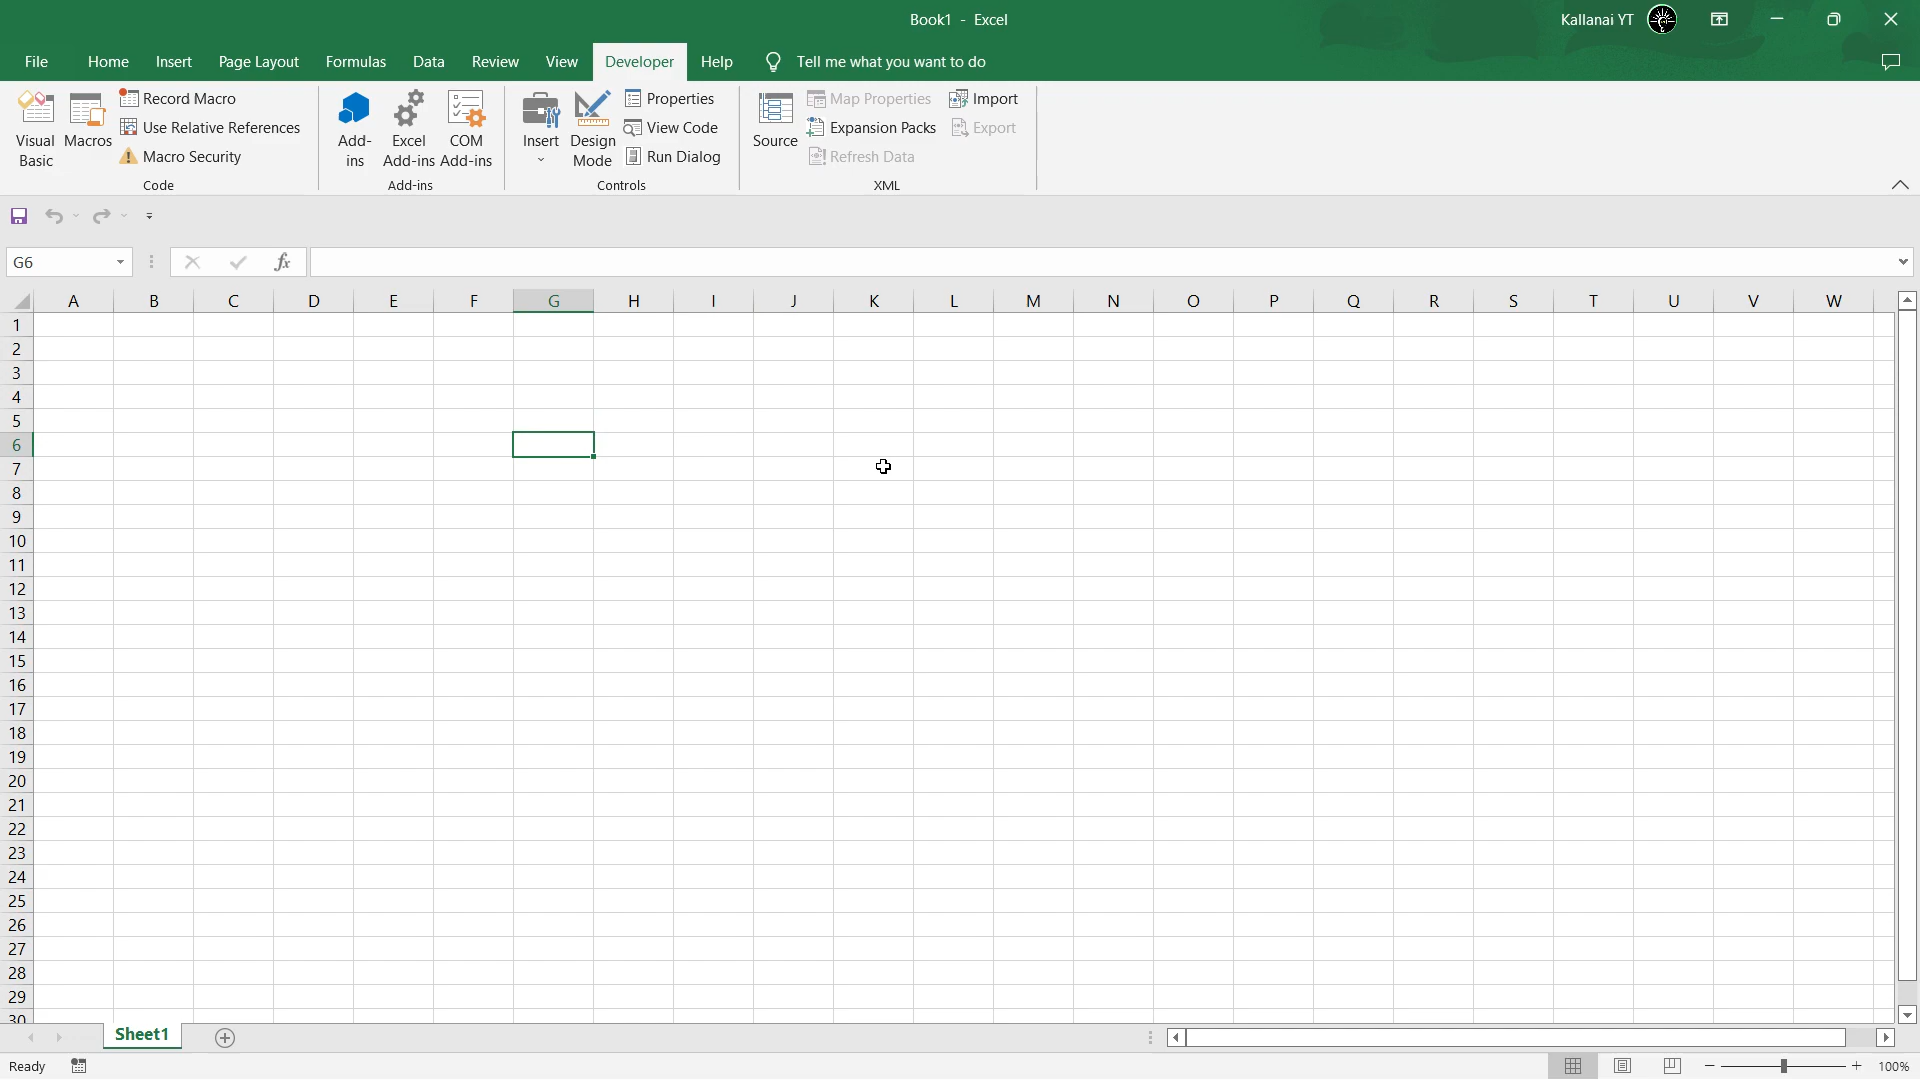 Book1 - Excel
Kallanai YT
File Home Insert Page Layout Formulas Data Review View Developer Help Tell me what you want to do
Visual Basic
Macros
Record Macro
Use Relative References
Macro Security
Code
Add-ins
Excel Add-ins
COM Add-ins
Add-ins
Insert
Design Mode
Properties
View Code
Run Dialog
Controls
Source
Map Properties
Expansion Packs
Refresh Data
Import
Export
XML
G6
fx
A B C D E F G H I J K L M N O P Q R S T U V W
1
2
3
4
5
6
7
8
9
10
11
12
13
14
15
16
17
18
19
20
21
22
23
24
25
26
27
28
29
30
Sheet1
Ready
100%